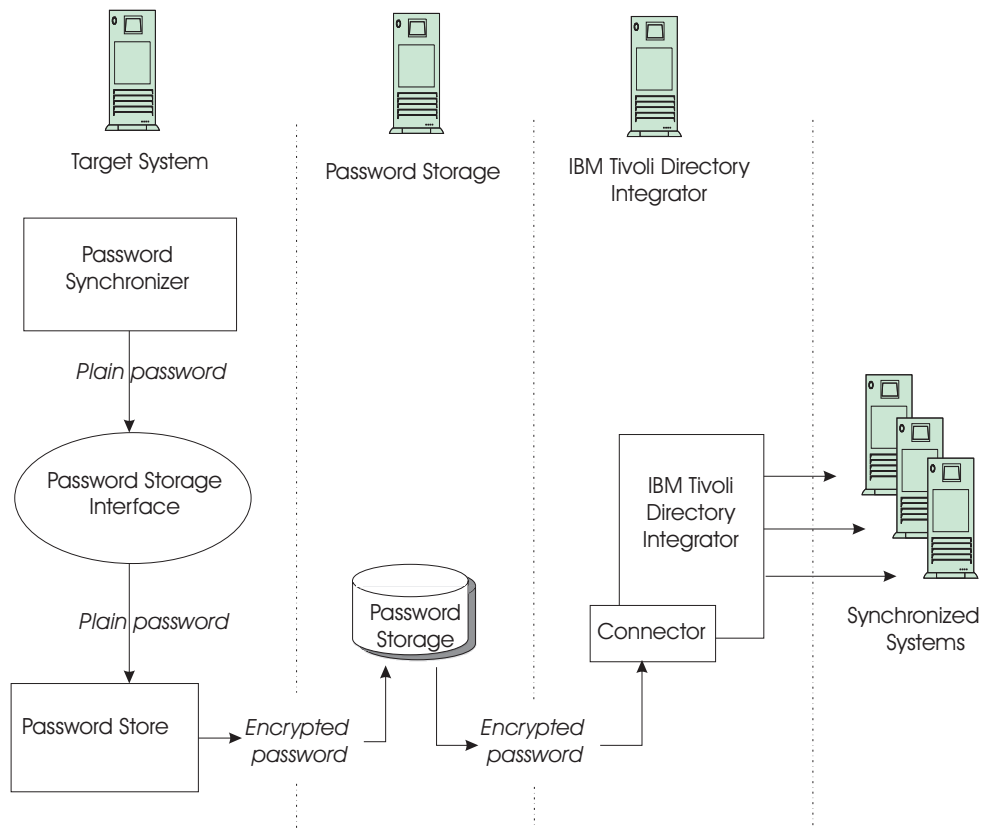 Target System
Password Storage
IBM Tivoli Directory
Integrator
Password
Synchronizer
Plain password
Password Storage
Interface
Plain password
Password Store
Encrypted
password
Password
Storage
Encrypted
password
IBM Tivoli
Directory
Integrator
Connector
Synchronized
Systems